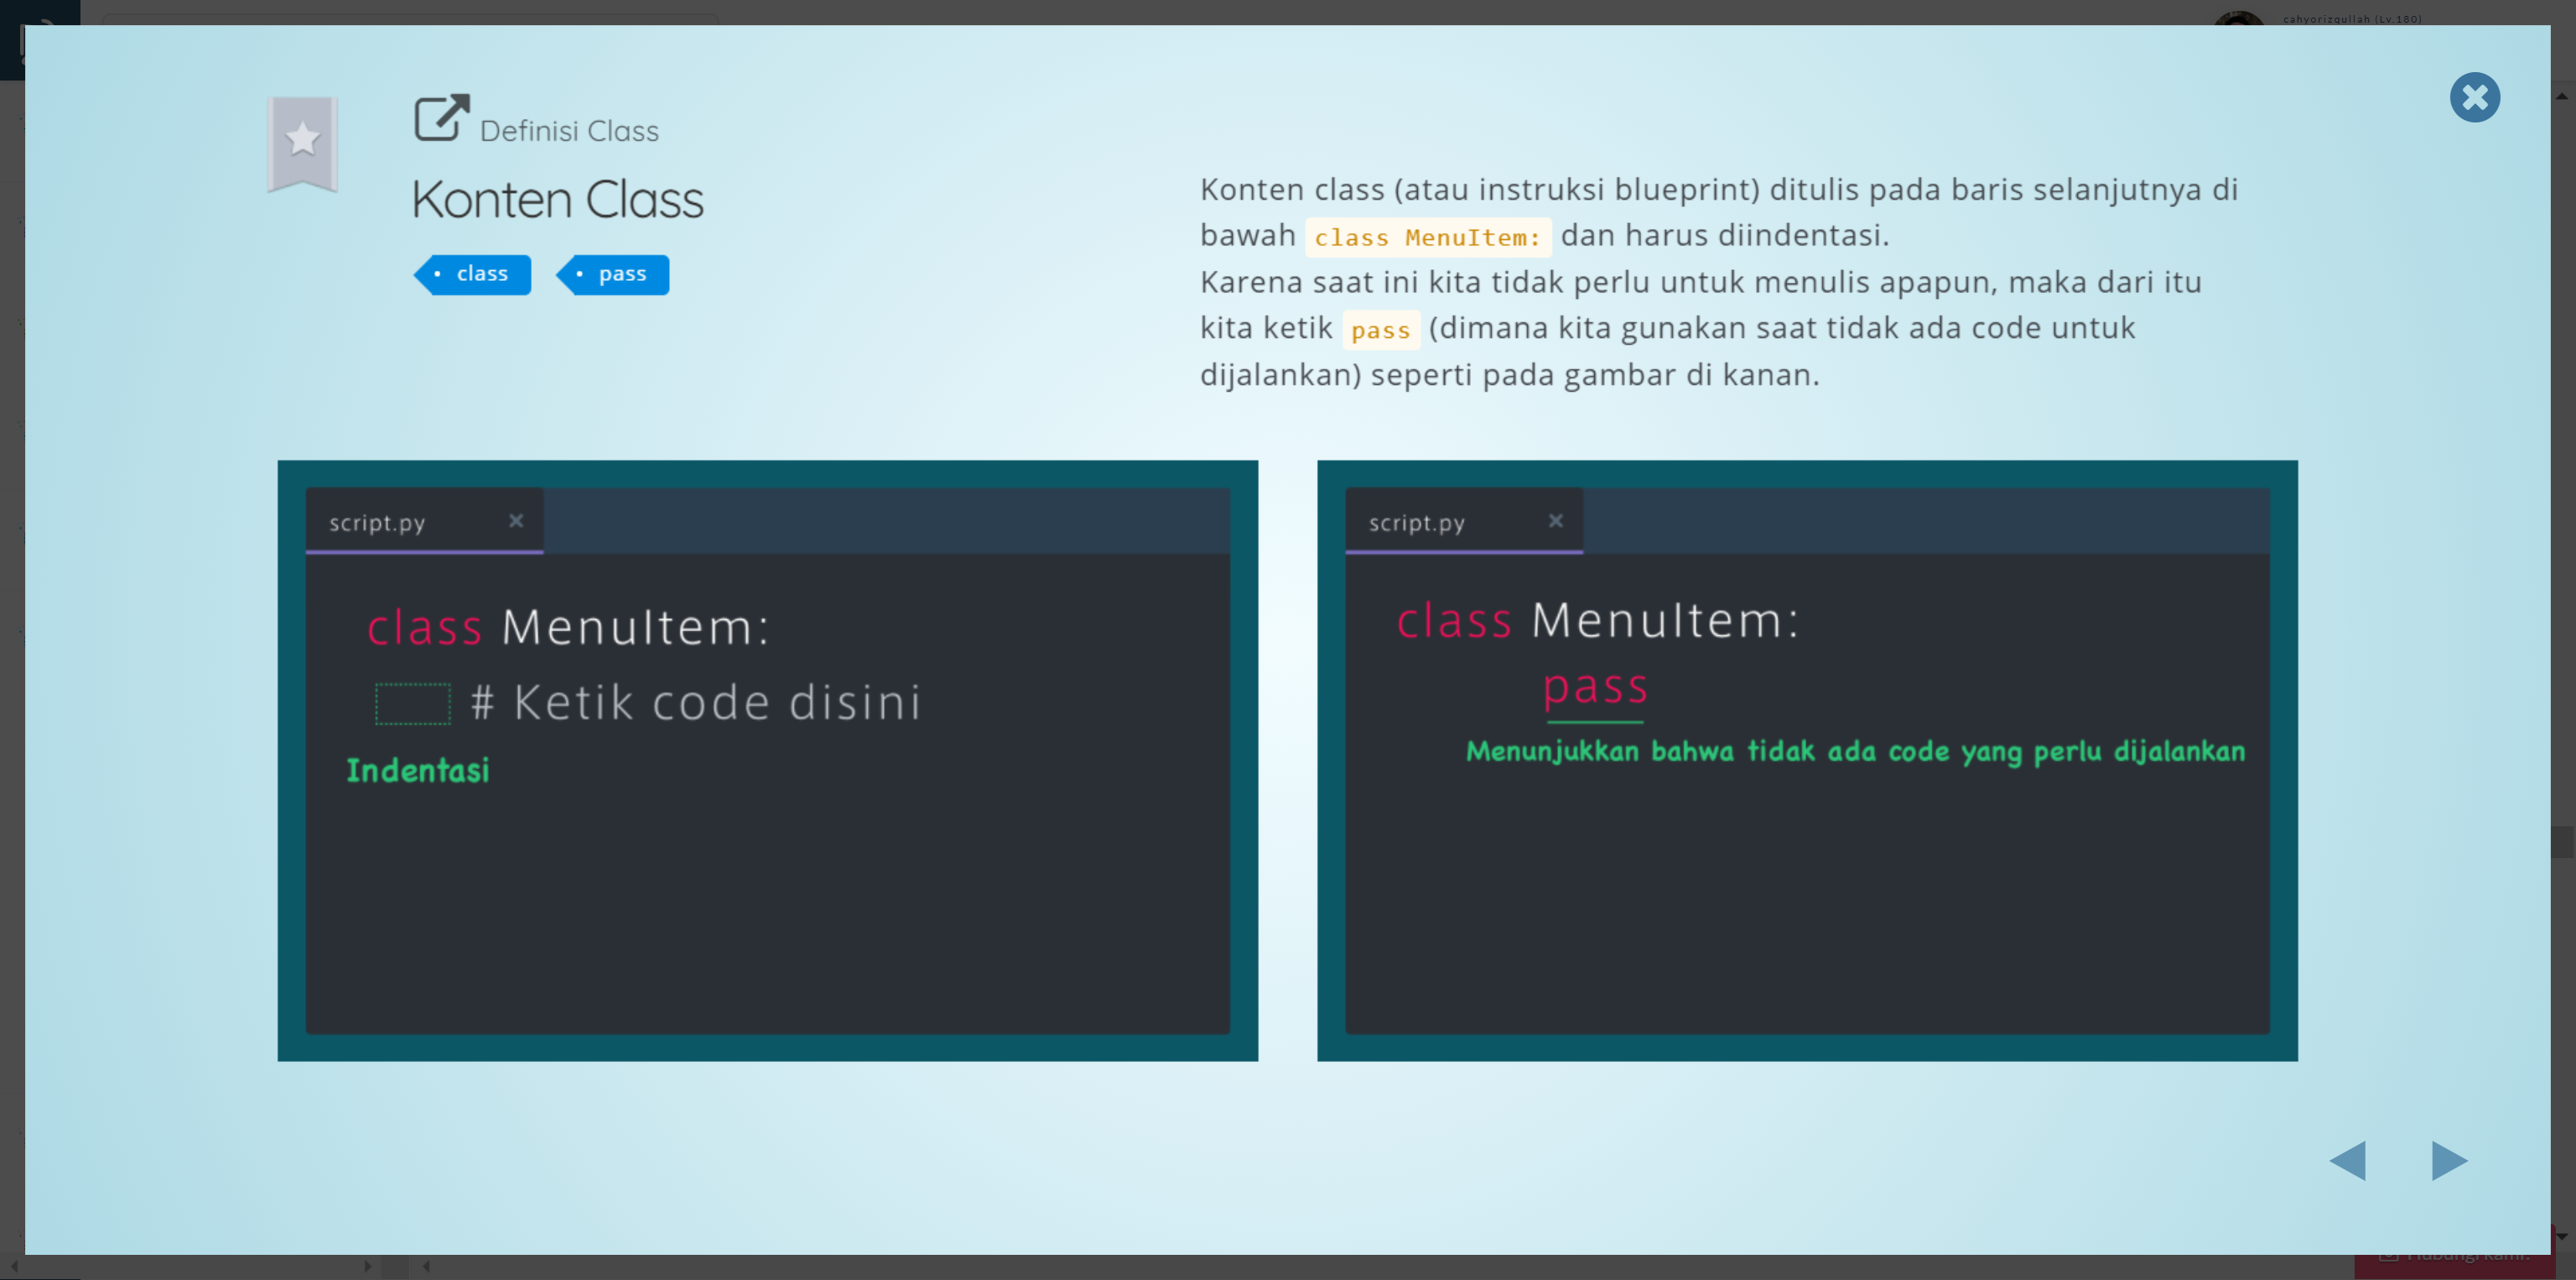 cahyorizqullah (Lv.180)
Definisi Class
Konten Class
class
pass
Konten class (atau instruksi blueprint) ditulis pada baris selanjutnya di
bawah class MenuItem: dan harus diindentasi.
Karena saat ini kita tidak perlu untuk menulis apapun, maka dari itu
kita ketik pass (dimana kita gunakan saat tidak ada code untuk
dijalankan) seperti pada gambar di kanan.
script.py
class MenuItem:
# Ketik code disini
Indentasi
script.py
class MenuItem:
pass
Menunjukkan bahwa tidak ada code yang perlu dijalankan
Hubungi kami.